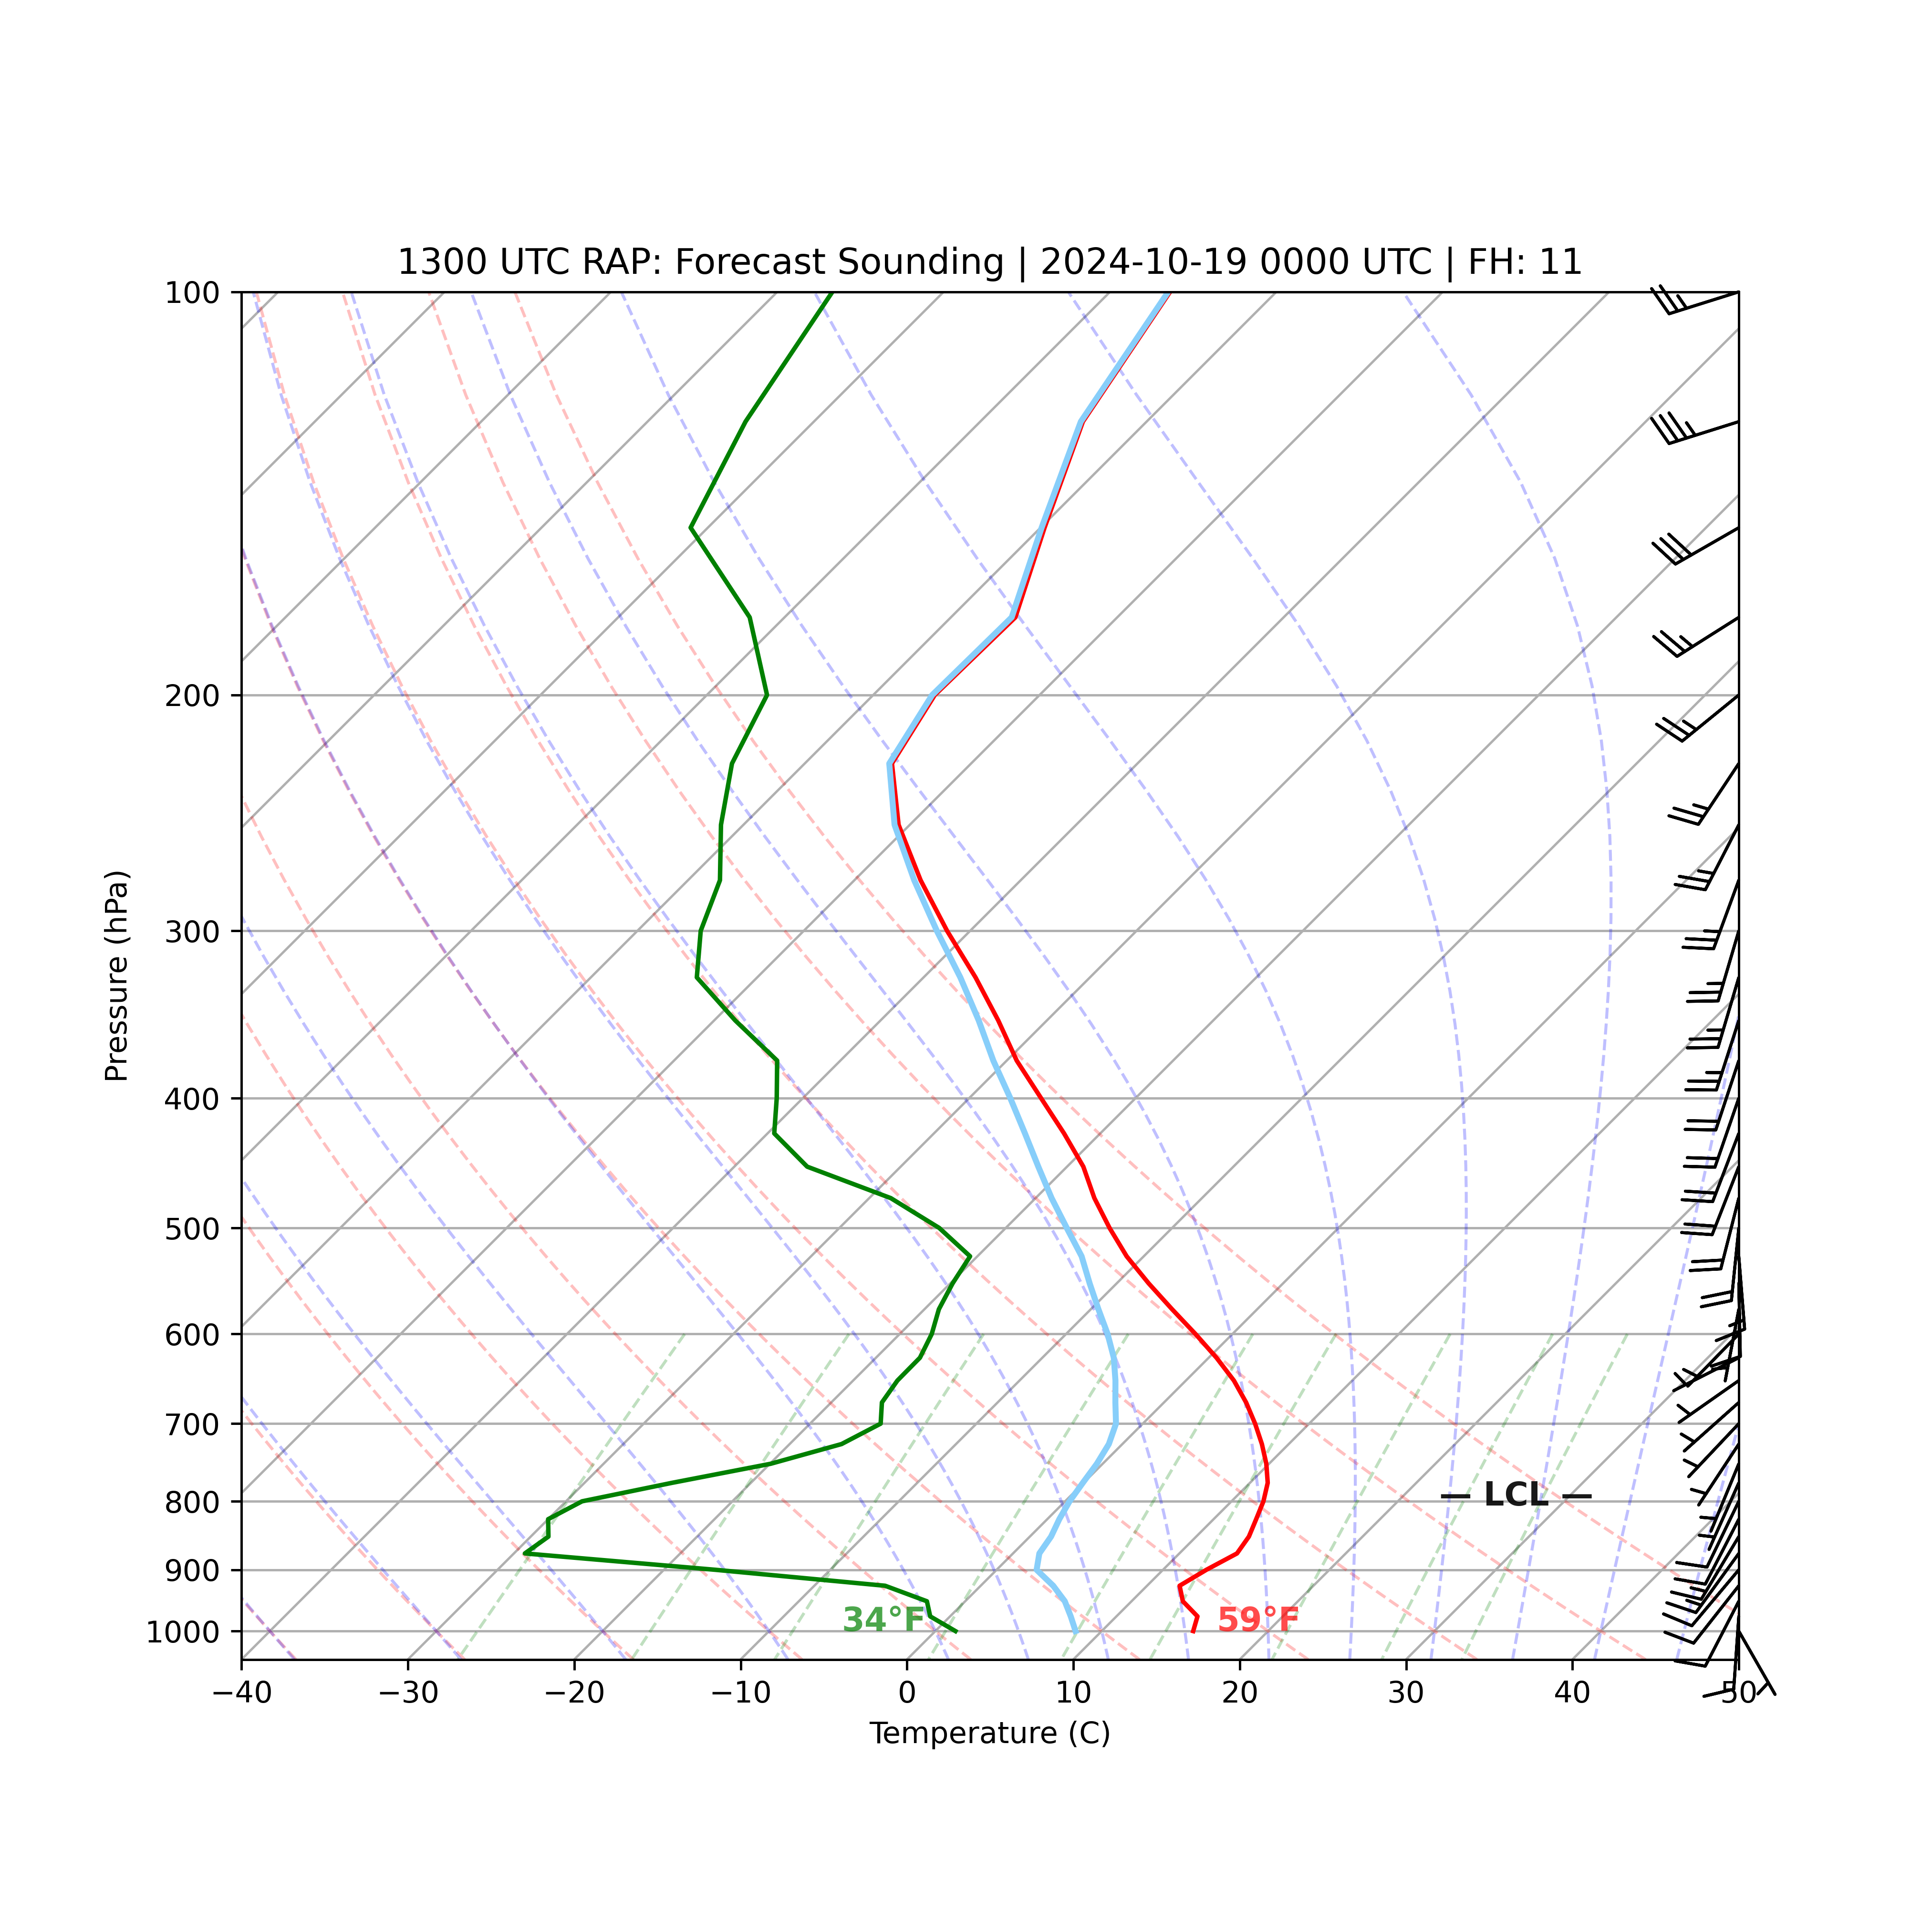 1300 UTC RAP: Forecast Sounding | 2024-10-19 0000 UTC | FH: 11
100
200
300
400
500
600
700
800
900
1000
Pressure (hPa)
— LCL —
34°F
59°F
−40 −30 −20 −10 0 10 20 30 40 50
Temperature (C)